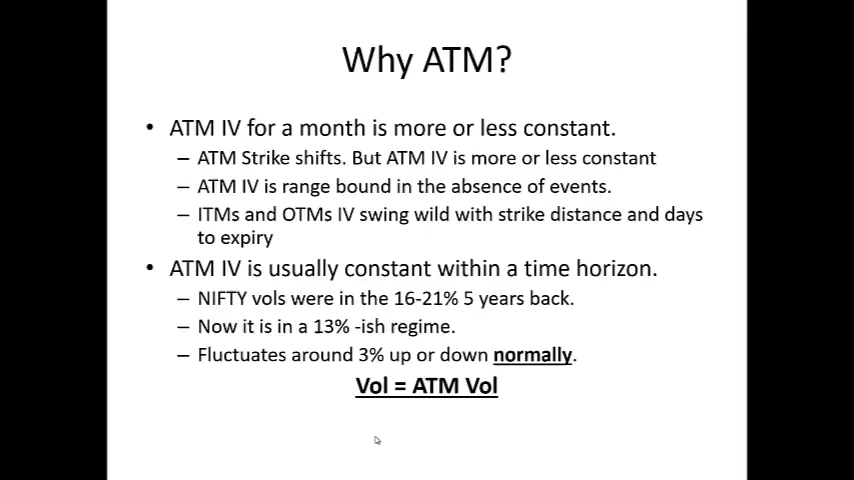 Why ATM?
• ATM IV for a month is more or less constant.
– ATM Strike shifts. But ATM IV is more or less constant
– ATM IV is range bound in the absence of events.
– ITMs and OTMs IV swing wild with strike distance and days
to expiry
• ATM IV is usually constant within a time horizon.
– NIFTY vols were in the 16-21% 5 years back.
– Now it is in a 13% -ish regime.
– Fluctuates around 3% up or down normally.
Vol = ATM Vol